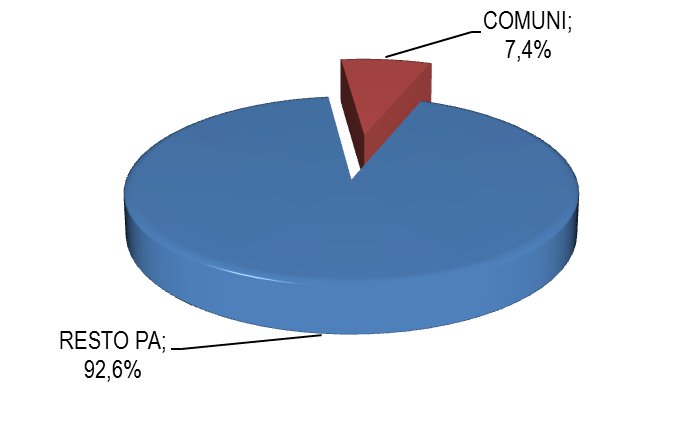 COMUNI;
7,4%
RESTO PA;
92,6%